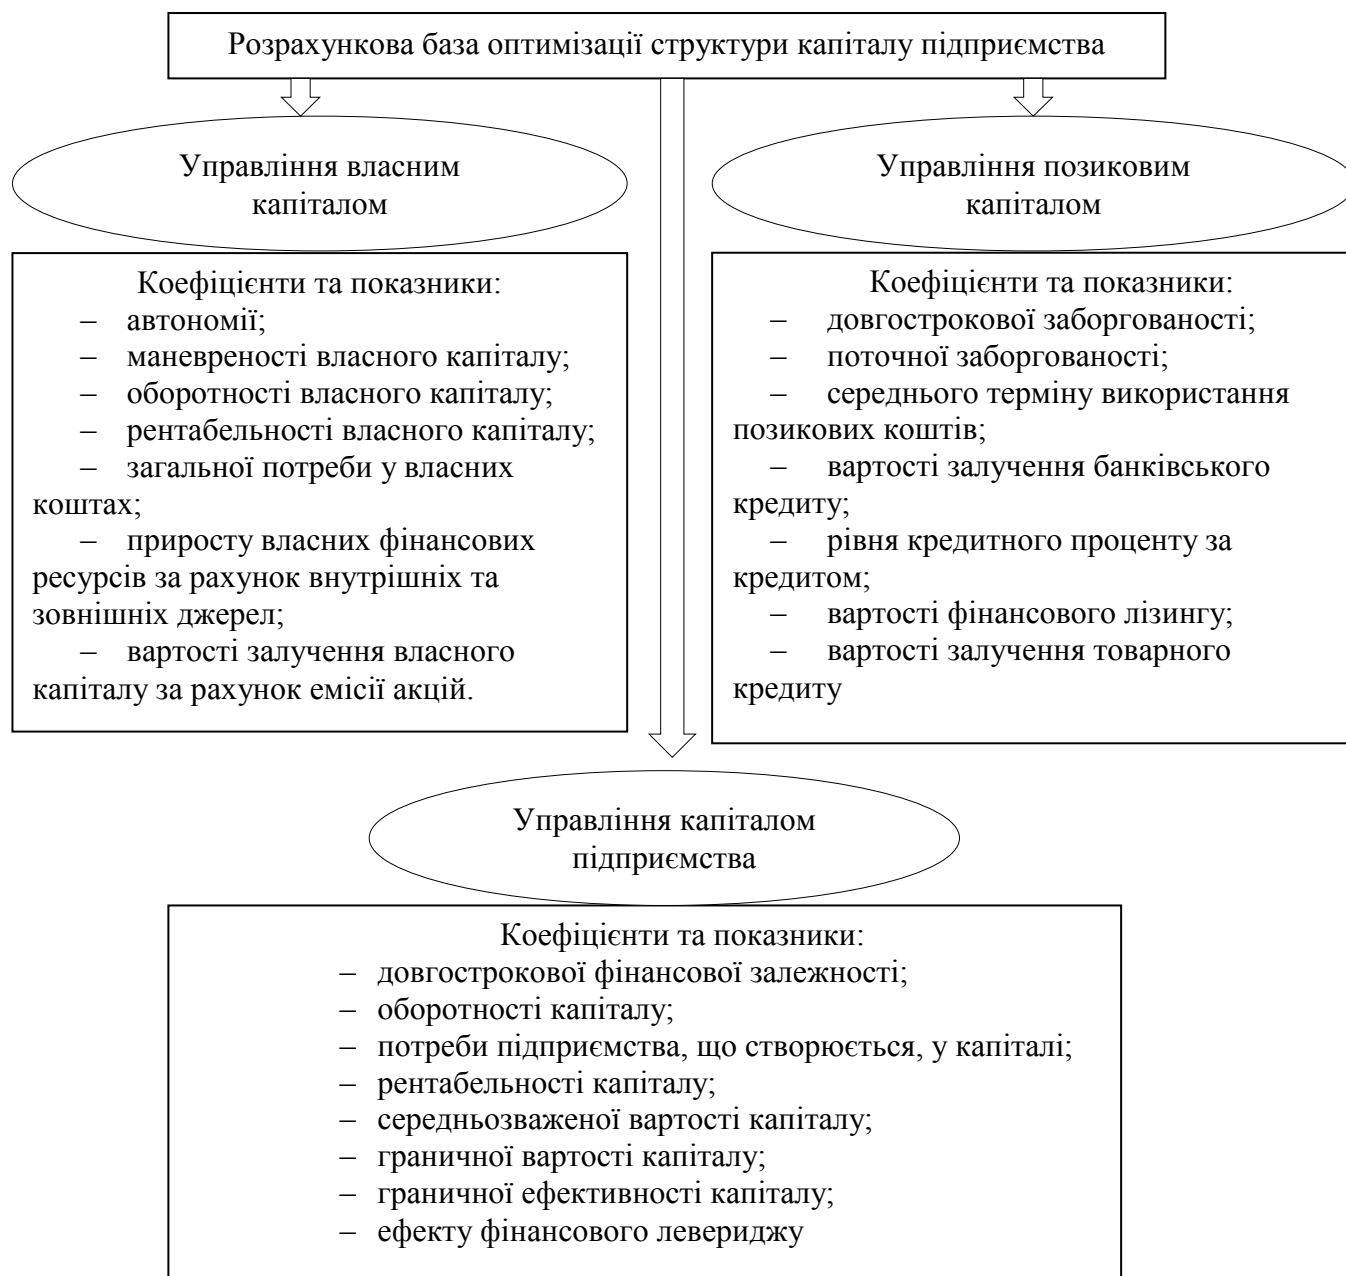 Розрахункова база оптимізації структури капіталу підприємства
Управління власним
капіталом
Коефіцієнти та показники:
– автономії;
– маневреності власного капіталу;
– оборотності власного капіталу;
– рентабельності власного капіталу;
– загальної потреби у власних
коштах;
– приросту власних фінансових
ресурсів за рахунок внутрішніх та
зовнішніх джерел;
– вартості залучення власного
капіталу за рахунок емісії акцій.
Управління позиковим
капіталом
Коефіцієнти та показники:
– довгострокової заборгованості;
– поточної заборгованості;
– середнього терміну використання
позикових коштів;
– вартості залучення банківського
кредиту;
– рівня кредитного проценту за
кредитом;
– вартості фінансового лізингу;
– вартості залучення товарного
кредиту
Управління капіталом
підприємства
Коефіцієнти та показники:
– довгострокової фінансової залежності;
– оборотності капіталу;
– потреби підприємства, що створюється, у капіталі;
– рентабельності капіталу;
– середньозваженої вартості капіталу;
– граничної вартості капіталу;
– граничної ефективності капіталу;
– ефекту фінансового левериджу